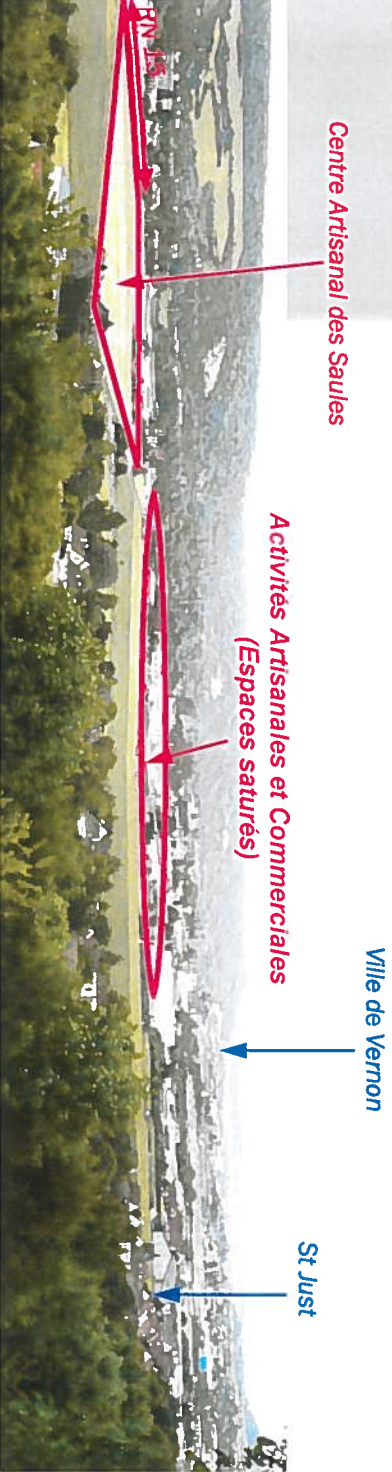 Centre Artisanal des Saules
Activités Artisanales et Commerciales
(Espaces saturés)
Ville de Vernon
St Just
RN 15